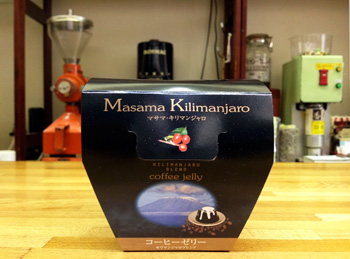 Masama Kilimanjaro
マサマ・キリマンジャロ
KILIMANJARO
BLEND
coffee jelly
コーヒーゼリー